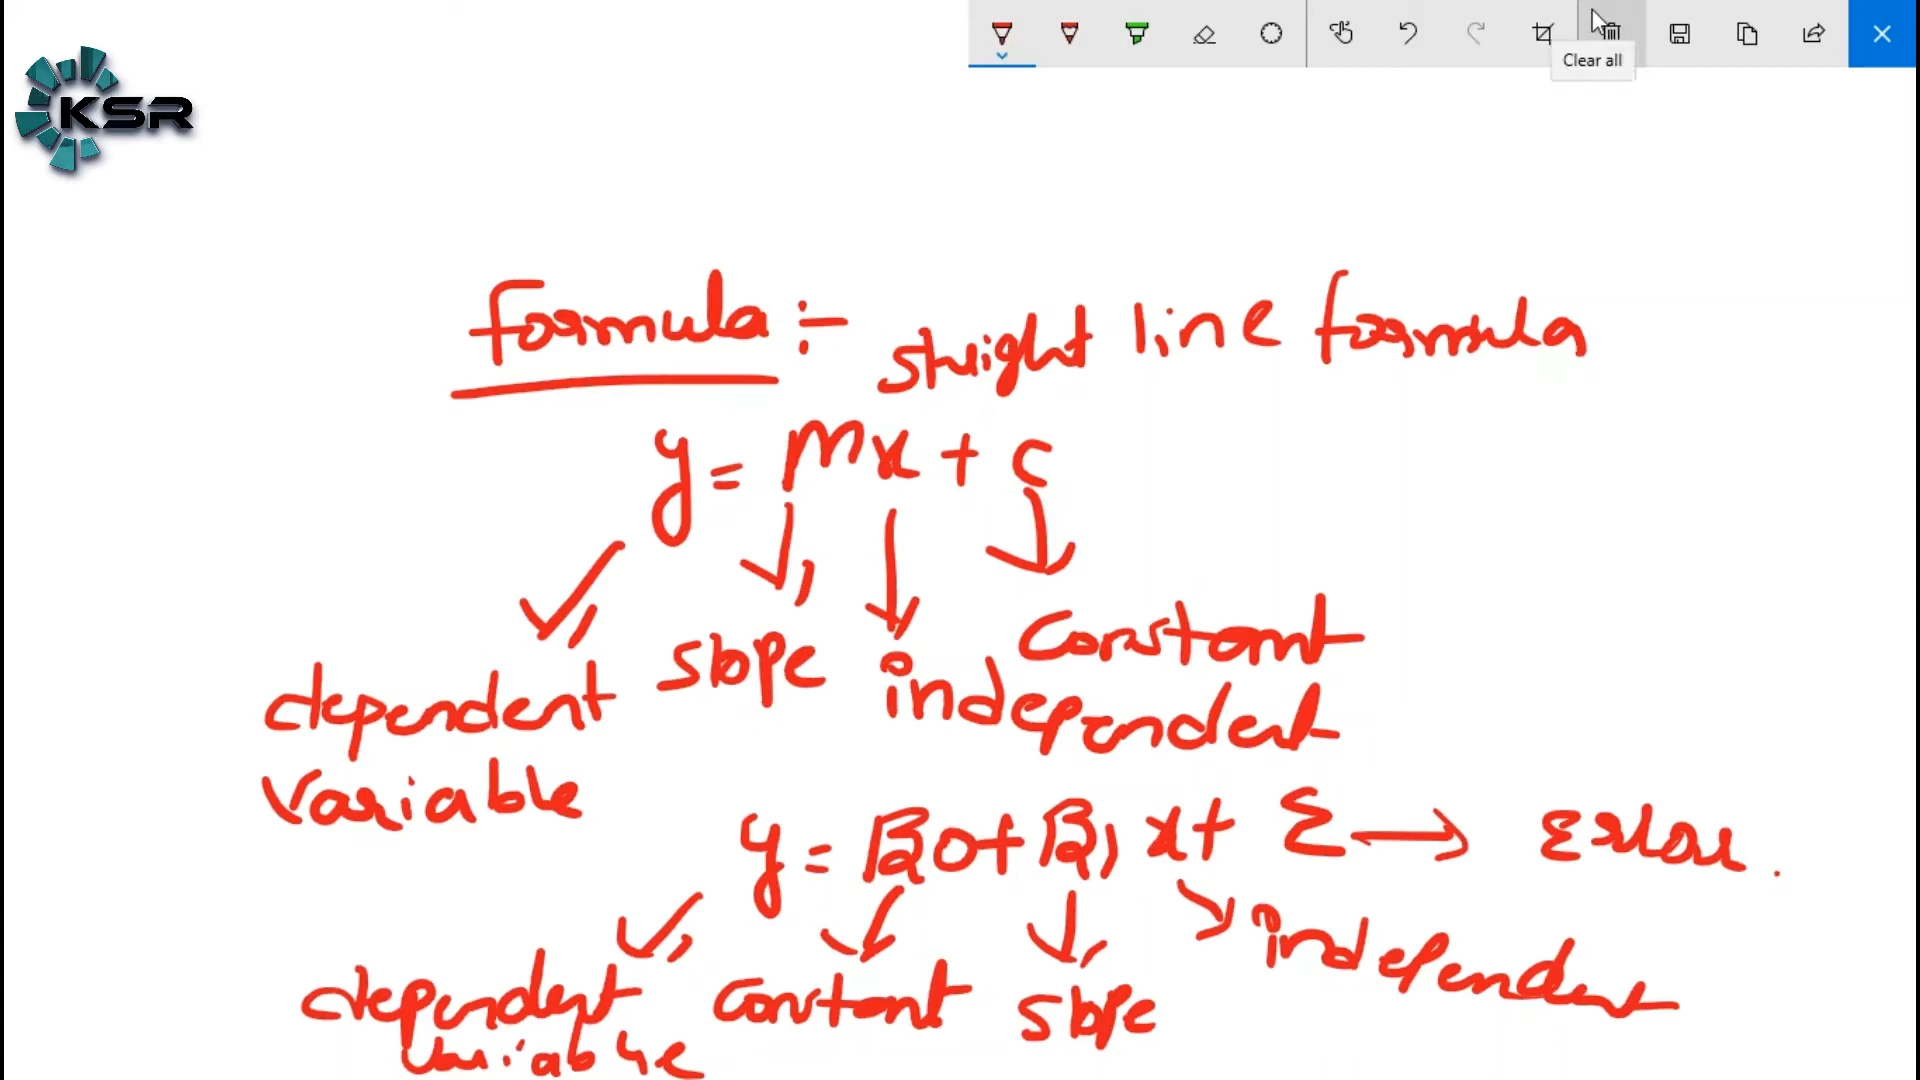 Clear all
KSR
formula :- straight line formula
y = mx + c
slope constant
dependent independent
variable
y = β0 + β1 x + Σ → Error.
independent
dependent constant slope
variable